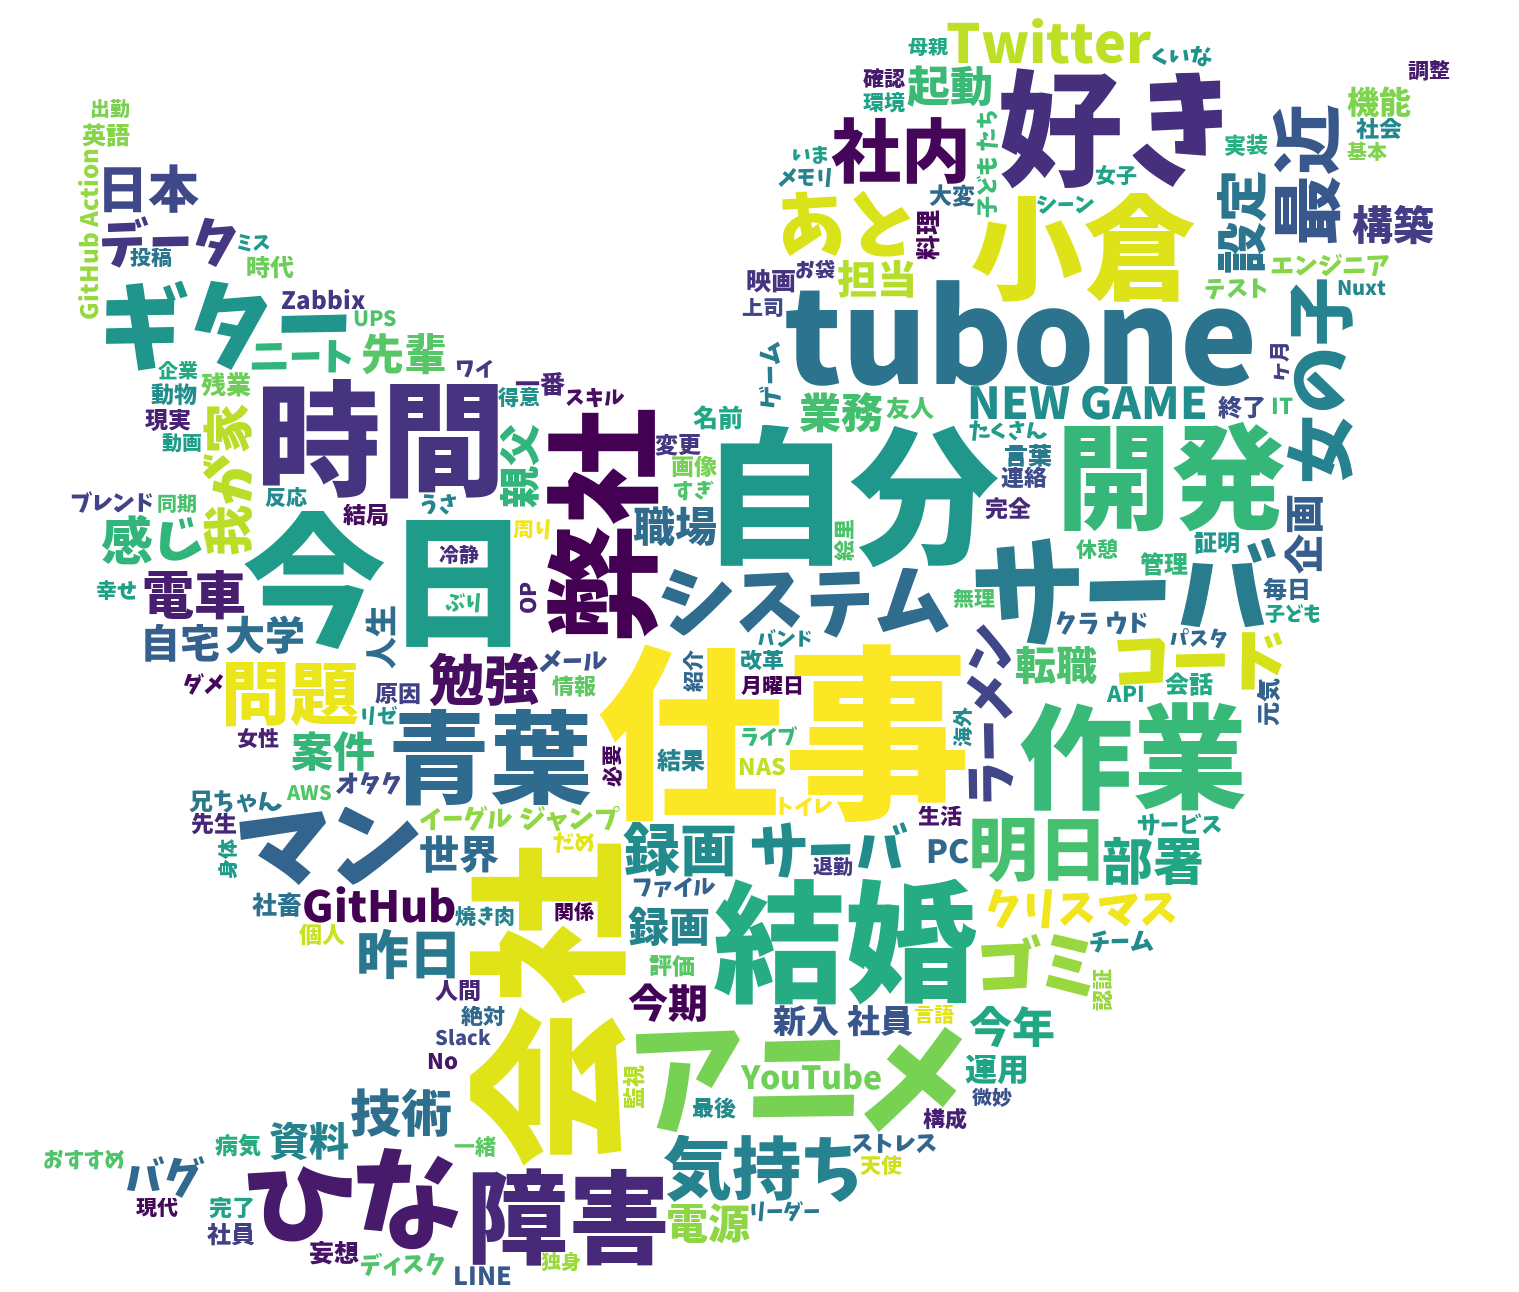 Twitter
母親
くいな
確認
起動
環境
好き
調整
機能
社会
基本
出勤
英語
GitHub Action
日本
データ
投稿
ミス
時代
社内
いま
メモリ
子どもたち
女子
大変
実装
最近
設定
構築
あと
料理
小倉
シーン
映画
お袋
担当
上司
エンジニア
テスト
Nuxt
ギター
Zabbix
UPS
ニート
先輩
tubone
ゲーム
女の子
ヶ月
企業
動物
残業
現実
動画
ワイ
一番
得意
スキル
NEW GAME
終了
IT
業務
友人
名前
時間
我が家
親父
弊社
変更
画像
すぎ
自分
たくさん
言葉
連絡
完全
開発
ブレンド
同期
反応
うさ
結局
感じ
周り
職場
絵里
企画
今日
冷静
ぶり
OP
システム
サーバ
休憩
管理
証明
毎日
子ども
無理
幸せ
電車
自宅
大学
人生
クラウド
パスタ
バンド
勉強
メール
情報
紹介
改革
月曜日
仕事
ラーメン
転職
コード
API
会話
元気
ダメ
問題
原因
リゼ
女性
案件
青葉
必要
結果
ライブ
NAS
トイレ
海外
作業
AWS
オタク
兄ちゃん
先生
身体
マン
イーグルジャンプ
世界
だめ
録画
サーバ
退勤
生活
PC
明日
部署
サービス
社畜
GitHub
焼き肉
個人
昨日
会社
関係
ファイル
録画
評価
今期
結婚
クリスマス
ゴミ
チーム
認証
人間
絶対
Slack
No
新入社員
言語
今年
運用
微妙
アニメ
YouTube
監視
最後
構成
技術
資料
病気
一緒
おすすめ
バグ
現代
完了
社員
ひな
妄想
ディスク
LINE
障害
独身
気持ち
ストレス
天使
電源
リーダー